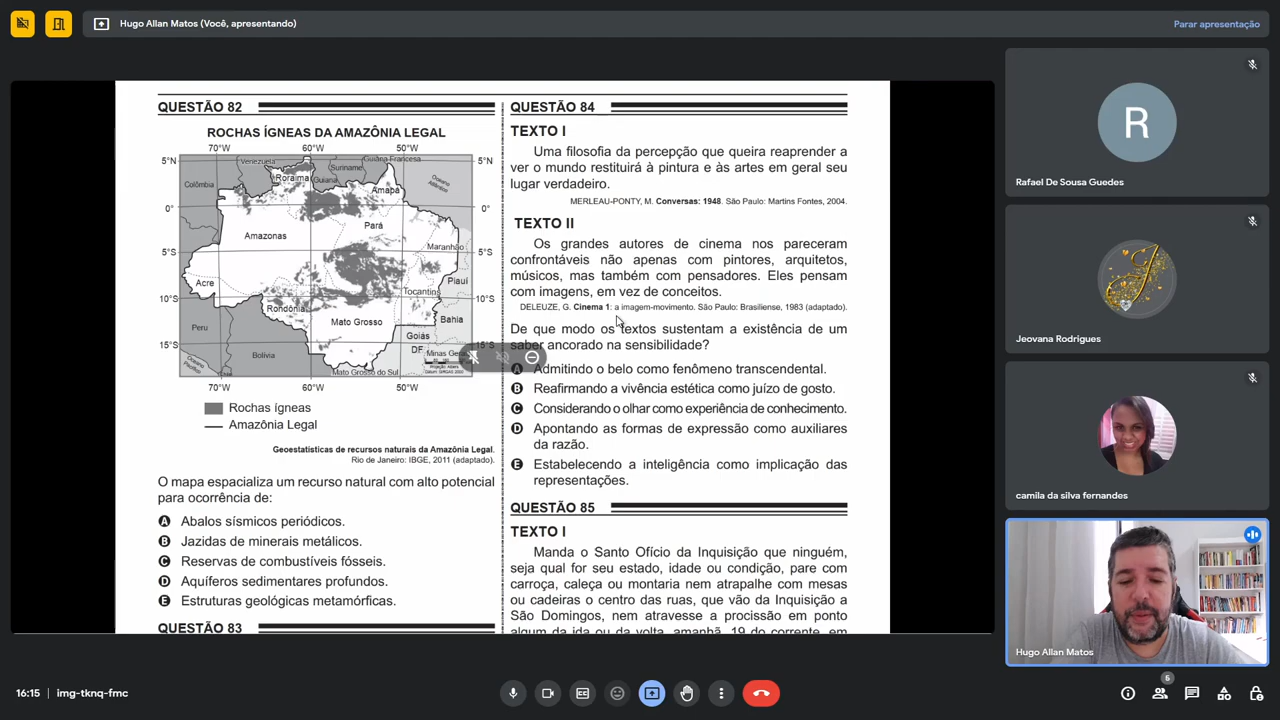 Hugo Allan Matos (Você, apresentando)
Parar apresentação
QUESTÃO 82
ROCHAS ÍGNEAS DA AMAZÔNIA LEGAL
70°W 60°W 50°W
5°N 5°N
0° 0°
5°S 5°S
10°S 10°S
15°S 15°S
Venezuela
Guiana Francesa
Suriname
Guiana
Roraima
Colômbia
Amapá
Oceano Atlântico
Amazonas
Pará
Maranhão
Acre
Tocantins
Piauí
Rondônia
Mato Grosso
Bahia
Peru
Goiás
DF
Bolívia
Minas Gerais
Oceano Pacífico
Mato Grosso do Sul
70°W 60°W 50°W
Rochas ígneas
Amazônia Legal
Geoestatísticas de recursos naturais da Amazônia Legal.
Rio de Janeiro: IBGE, 2011 (adaptado).
O mapa espacializa um recurso natural com alto potencial
para ocorrência de:
A Abalos sísmicos periódicos.
B Jazidas de minerais metálicos.
C Reservas de combustíveis fósseis.
D Aquíferos sedimentares profundos.
E Estruturas geológicas metamórficas.
QUESTÃO 83
QUESTÃO 84
TEXTO I
Uma filosofia da percepção que queira reaprender a
ver o mundo restituirá à pintura e às artes em geral seu
lugar verdadeiro.
MERLEAU-PONTY, M. Conversas: 1948. São Paulo: Martins Fontes, 2004.
TEXTO II
Os grandes autores de cinema nos pareceram
confrontáveis não apenas com pintores, arquitetos,
músicos, mas também com pensadores. Eles pensam
com imagens, em vez de conceitos.
DELEUZE, G. Cinema 1: a imagem-movimento. São Paulo: Brasiliense, 1983 (adaptado).
De que modo os textos sustentam a existência de um
saber ancorado na sensibilidade?
A Admitindo o belo como fenômeno transcendental.
B Reafirmando a vivência estética como juízo de gosto.
C Considerando o olhar como experiência de conhecimento.
D Apontando as formas de expressão como auxiliares
da razão.
E Estabelecendo a inteligência como implicação das
representações.
QUESTÃO 85
TEXTO I
Manda o Santo Ofício da Inquisição que ninguém,
seja qual for seu estado, idade ou condição, pare com
carroça, caleça ou montaria nem atrapalhe com mesas
ou cadeiras o centro das ruas, que vão da Inquisição a
São Domingos, nem atravesse a procissão em ponto
algum da ida ou da volta, amanhã, 19 do corrente, em
R
Rafael De Sousa Guedes
Jeovana Rodrigues
camila da silva fernandes
Hugo Allan Matos
16:15 img-tknq-fmc
6